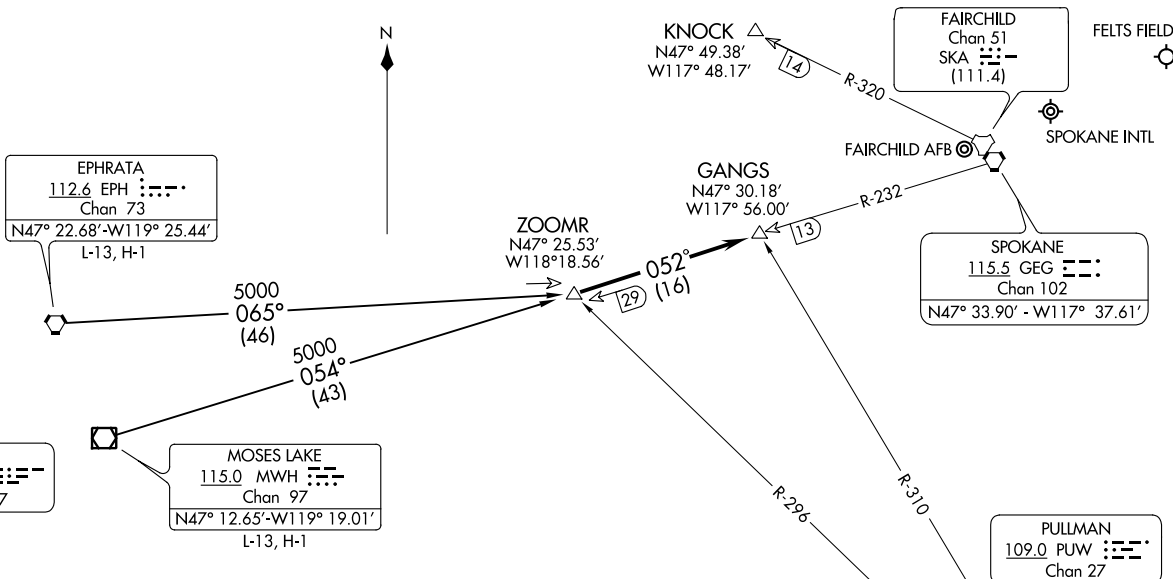 N
KNOCK
N47° 49.38'
W117° 48.17'
14
R-320
FAIRCHILD
Chan 51
SKA
(111.4)
FELTS FIELD
SPOKANE INTL
FAIRCHILD AFB
EPHRATA
112.6 EPH
Chan 73
N47° 22.68'-W119° 25.44'
L-13, H-1
GANGS
N47° 30.18'
W117° 56.00'
R-232
13
ZOOMR
N47° 25.53'
W118°18.56'
052°
(16)
29
SPOKANE
115.5 GEG
Chan 102
N47° 33.90' - W117° 37.61'
5000
065°
(46)
5000
054°
(43)
MOSES LAKE
115.0 MWH
Chan 97
N47° 12.65'-W119° 19.01'
L-13, H-1
7
R-296
R-310
PULLMAN
109.0 PUW
Chan 27